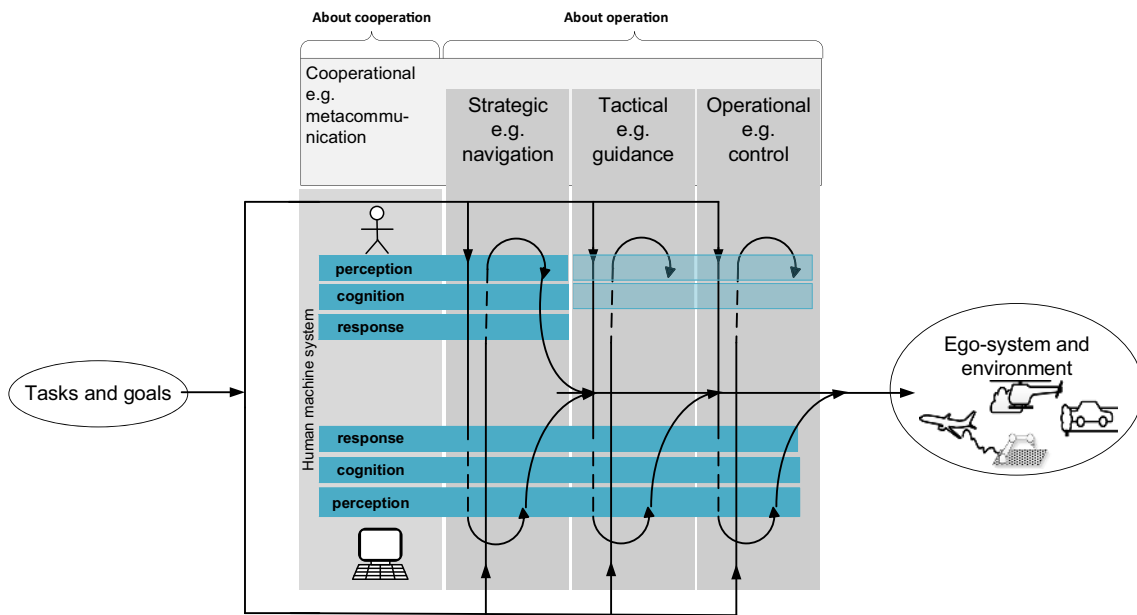 About cooperation
About operation
Cooperational
e.g.
metacommu-
nication
Strategic
e.g.
navigation
Tactical
e.g.
guidance
Operational
e.g.
control
Human machine system
perception
cognition
response
Tasks and goals
response
cognition
perception
Ego-system and
environment